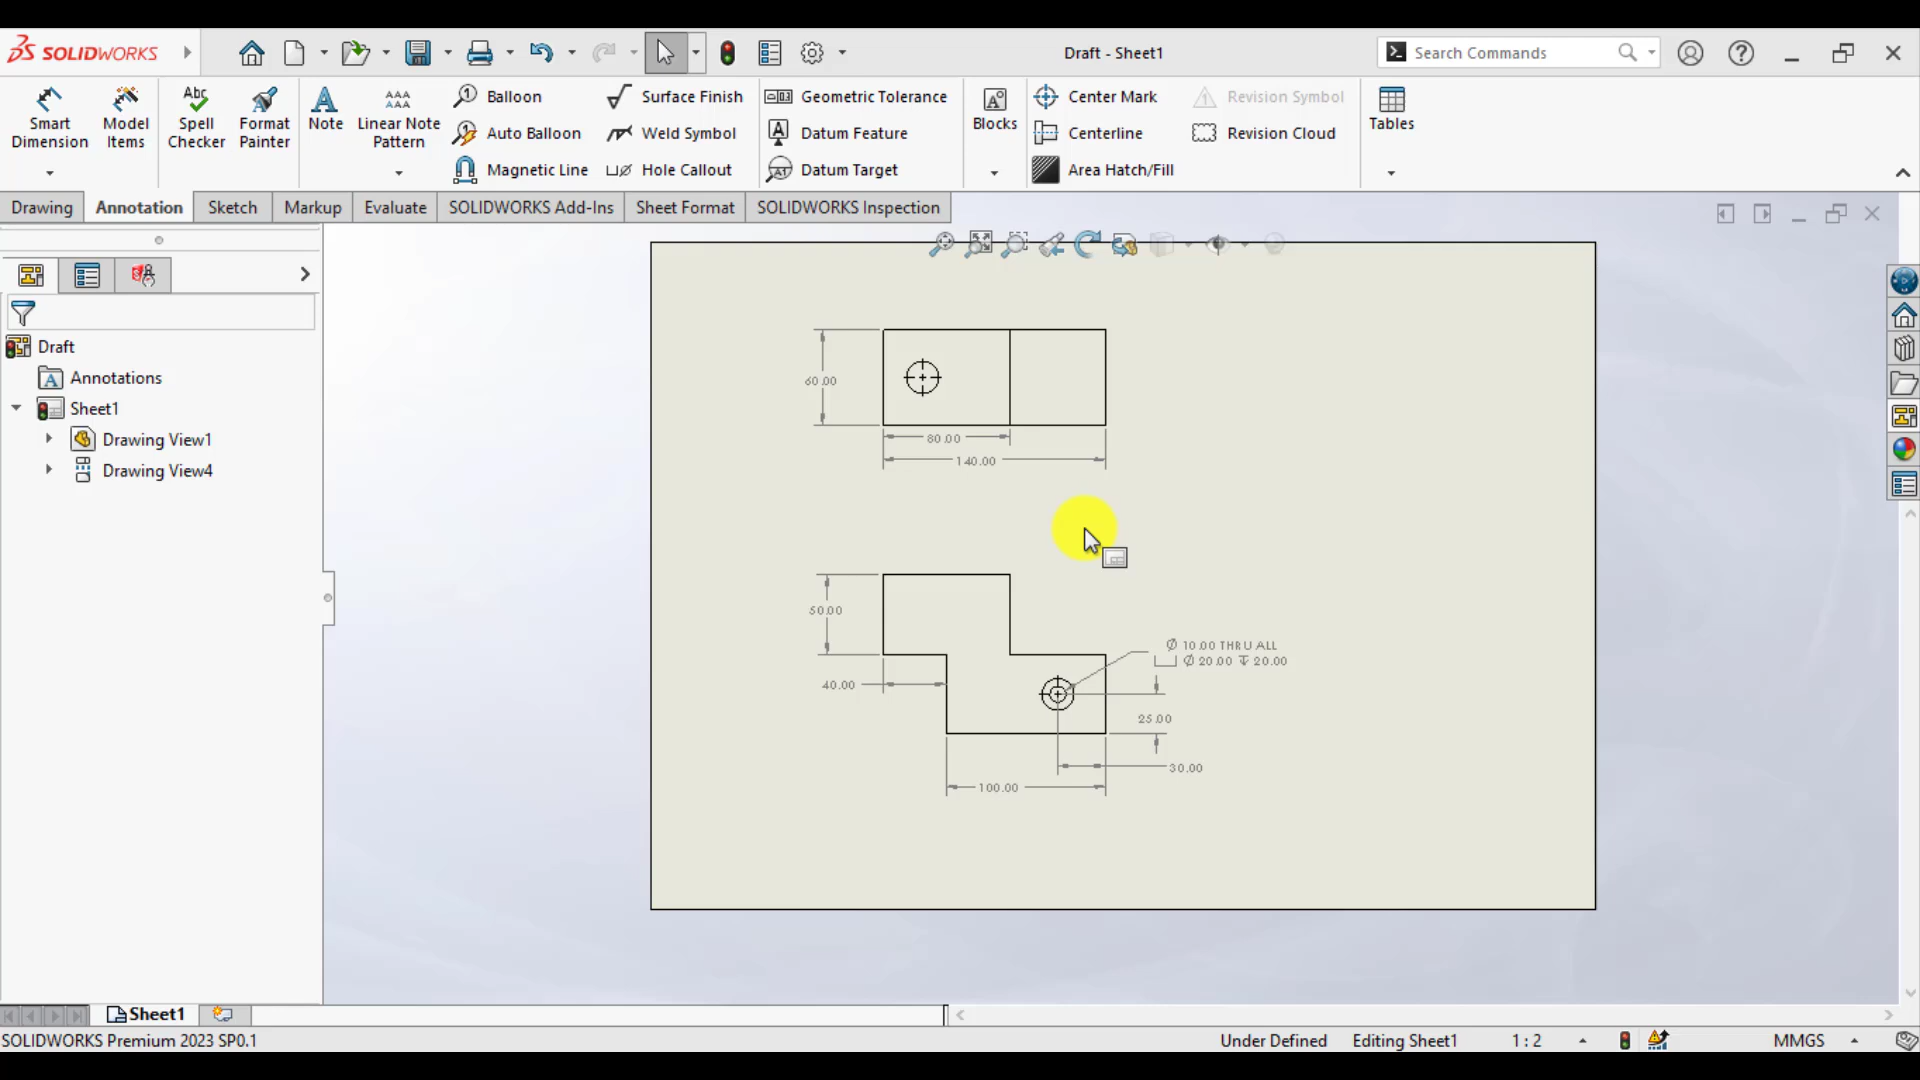 SOLIDWORKS
Draft - Sheet1
Search Commands
Smart Dimension
Model Items
Spell Checker
Format Painter
Note
Linear Note Pattern
Balloon
Auto Balloon
Magnetic Line
Surface Finish
Weld Symbol
Hole Callout
Geometric Tolerance
Datum Feature
Datum Target
Blocks
Center Mark
Centerline
Area Hatch/Fill
Revision Symbol
Revision Cloud
Tables
Drawing
Annotation
Sketch
Markup
Evaluate
SOLIDWORKS Add-Ins
Sheet Format
SOLIDWORKS Inspection
Draft
Annotations
Sheet1
Drawing View1
Drawing View4
60.00
80.00
140.00
50.00
40.00
Ø 10.00 THRU ALL
⌴ Ø 20.00 ↧ 20.00
25.00
30.00
100.00
Sheet1
SOLIDWORKS Premium 2023 SP0.1
Under Defined
Editing Sheet1
1 : 2
MMGS